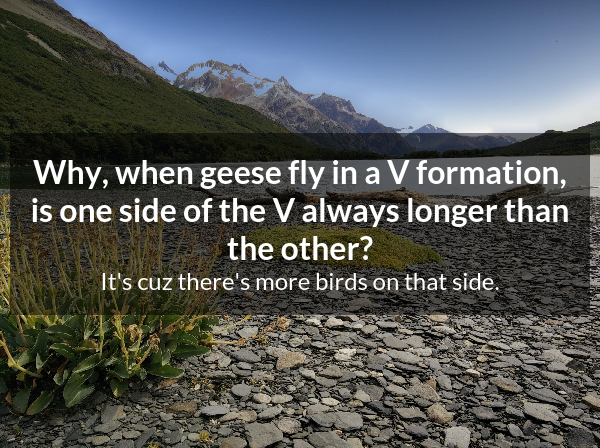 Why, when geese fly in a V formation,
is one side of the V always longer than
the other?
It's cuz there's more birds on that side.